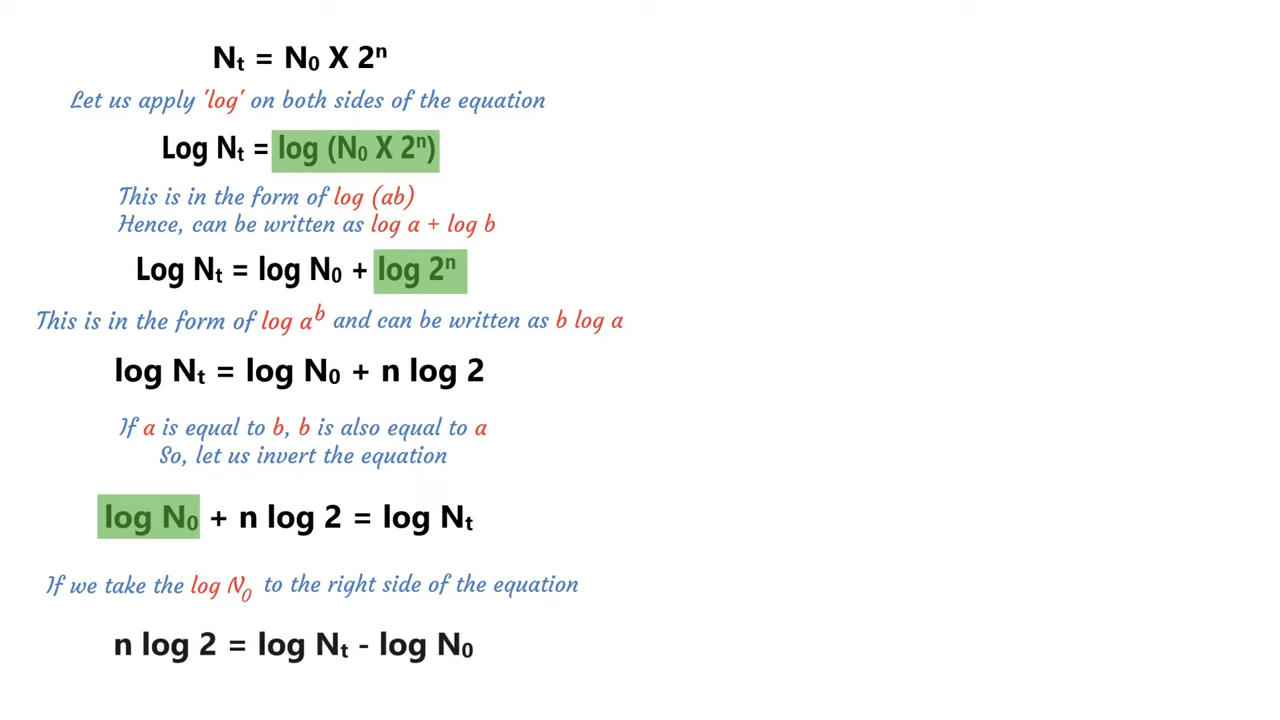 Nₜ = N₀ X 2ⁿ
Let us apply 'log' on both sides of the equation
Log Nₜ = log (N₀ X 2ⁿ)
This is in the form of log (ab)
Hence, can be written as log a + log b
Log Nₜ = log N₀ + log 2ⁿ
This is in the form of log aᵇ and can be written as b log a
log Nₜ = log N₀ + n log 2
If a is equal to b, b is also equal to a
So, let us invert the equation
log N₀ + n log 2 = log Nₜ
If we take the log N₀ to the right side of the equation
n log 2 = log Nₜ - log N₀